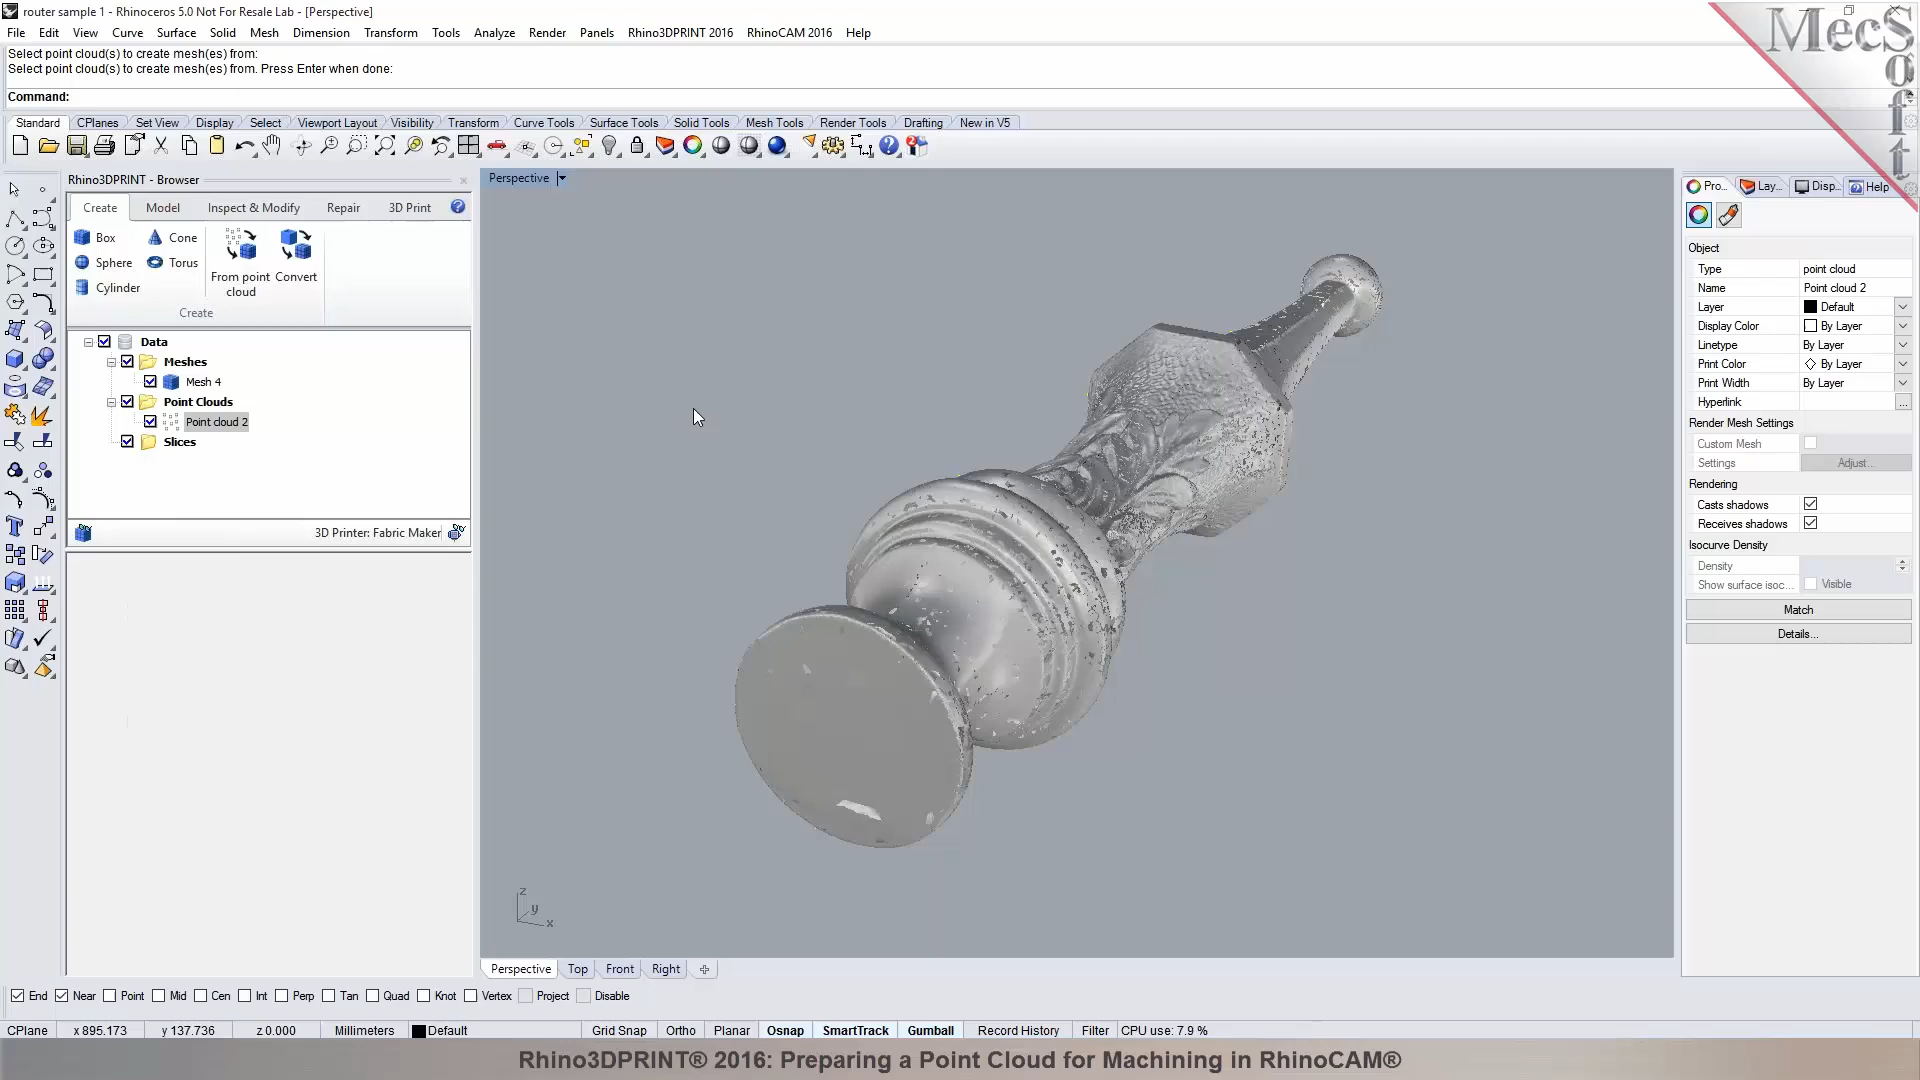 router sample 1 - Rhinoceros 5.0 Not For Resale Lab - [Perspective]
File Edit View Curve Surface Solid Mesh Dimension Transform Tools Analyze Render Panels Rhino3DPRINT 2016 RhinoCAM 2016 Help
Select point cloud(s) to create mesh(es) from:
Select point cloud(s) to create mesh(es) from. Press Enter when done:
Command:
MecSoft
Standard CPlanes Set View Display Select Viewport Layout Visibility Transform Curve Tools Surface Tools Solid Tools Mesh Tools Render Tools Drafting New in V5
Rhino3DPRINT - Browser
Create Model Inspect & Modify Repair 3D Print
Box Cone
Sphere Torus
Cylinder
From point cloud
Convert
Create
Data
Meshes
Mesh 4
Point Clouds
Point cloud 2
Slices
3D Printer: Fabric Maker
Perspective
z
y
x
Perspective Top Front Right
Pro... Lay... Disp... Help
Object
Type point cloud
Name Point cloud 2
Layer Default
Display Color By Layer
Linetype By Layer
Print Color By Layer
Print Width By Layer
Hyperlink ...
Render Mesh Settings
Custom Mesh
Settings Adjust...
Rendering
Casts shadows
Receives shadows
Isocurve Density
Density
Show surface isoc... Visible
Match
Details...
End Near Point Mid Cen Int Perp Tan Quad Knot Vertex Project Disable
CPlane x 895.173 y 137.736 z 0.000 Millimeters Default Grid Snap Ortho Planar Osnap SmartTrack Gumball Record History Filter CPU use: 7.9 %
Rhino3DPRINT® 2016: Preparing a Point Cloud for Machining in RhinoCAM®